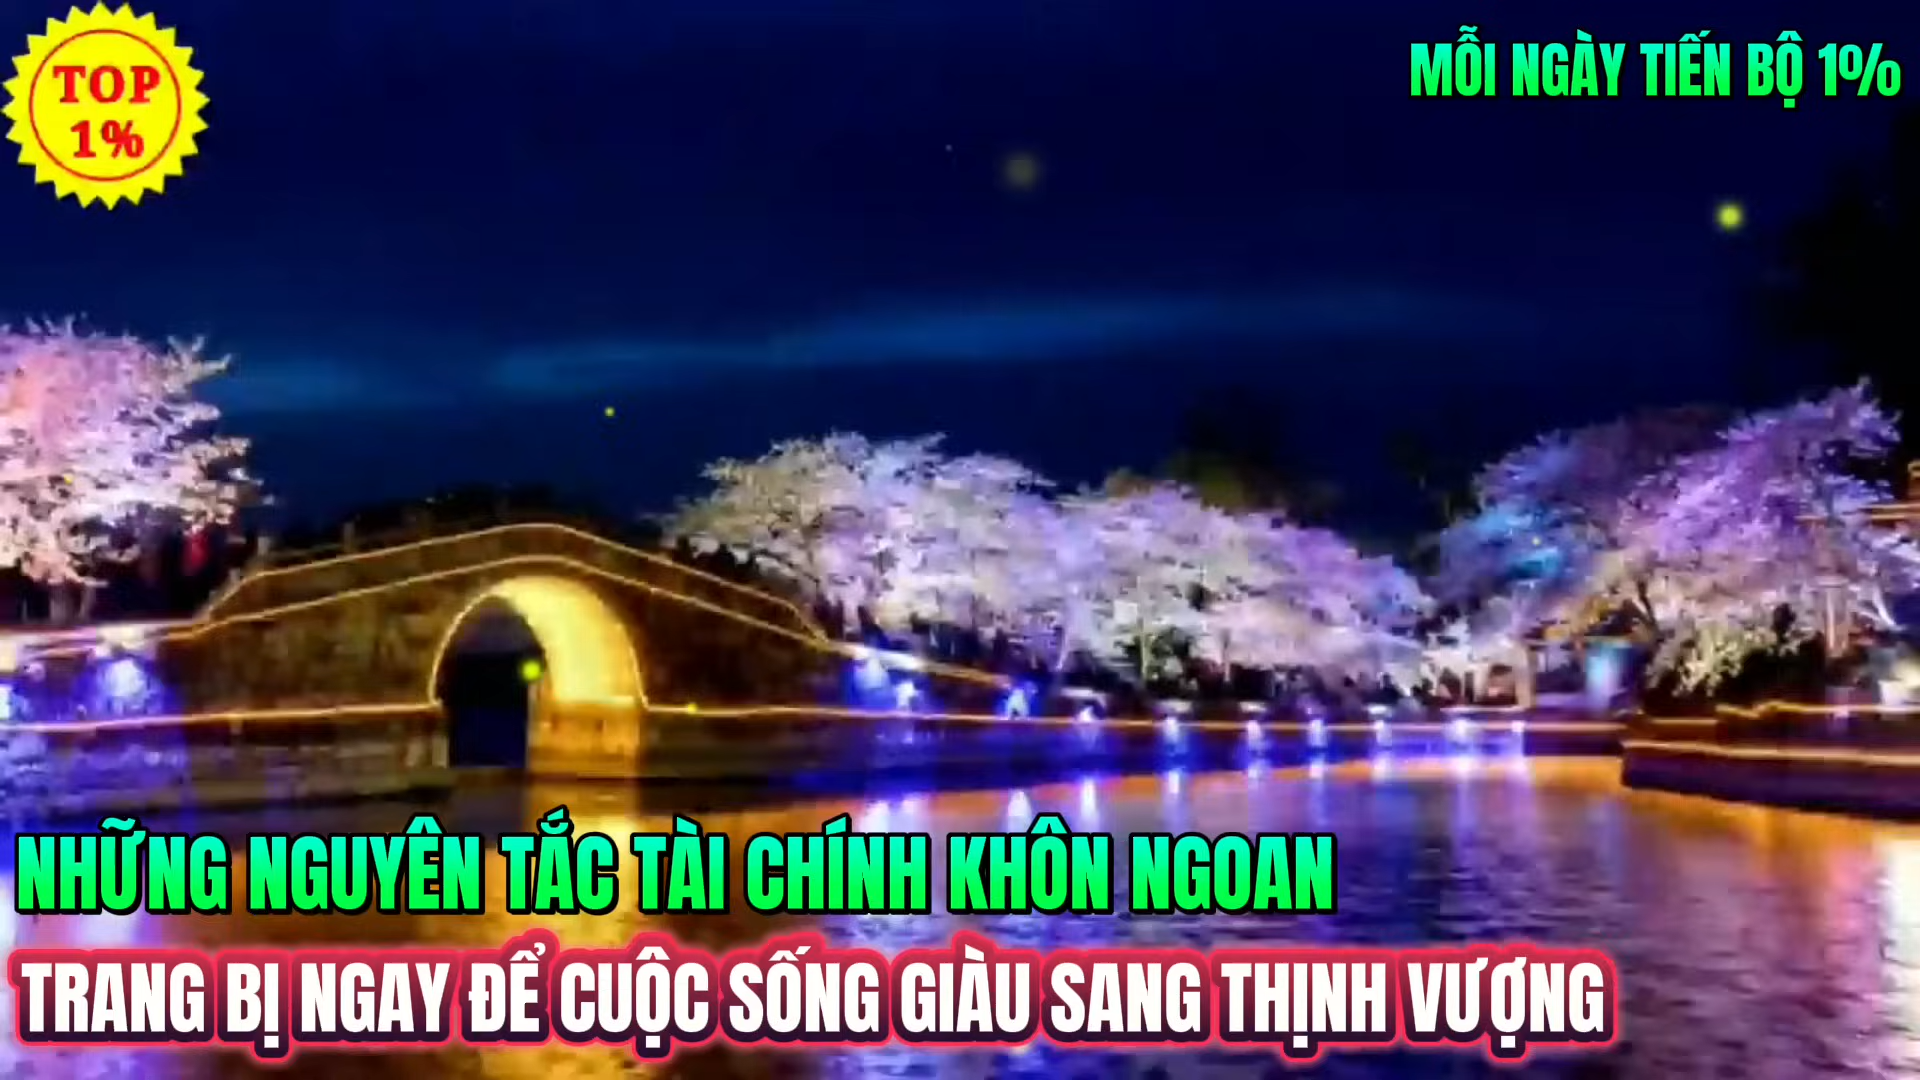 TOP
1%
MỖI NGÀY TIẾN BỘ 1%
NHỮNG NGUYÊN TẮC TÀI CHÍNH KHÔN NGOAN
TRANG BỊ NGAY ĐỂ CUỘC SỐNG GIÀU SANG THỊNH VƯỢNG